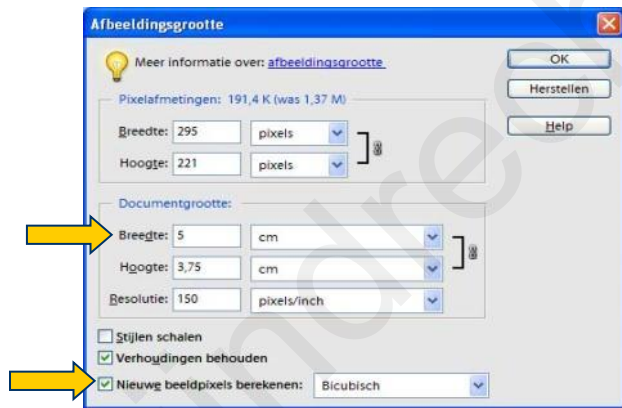 Afbeeldingsgrootte
Meer informatie over: afbeeldingsgrootte
OK
Herstellen
Help
Pixelafmetingen: 191,4 K (was 1,37 M)
Breedte: 295 pixels
Hoogte: 221 pixels
Documentgrootte:
Breedte: 5 cm
Hoogte: 3,75 cm
Resolutie: 150 pixels/inch
Stijlen schalen
Verhoudingen behouden
Nieuwe beeldpixels berekenen: Bicubisch